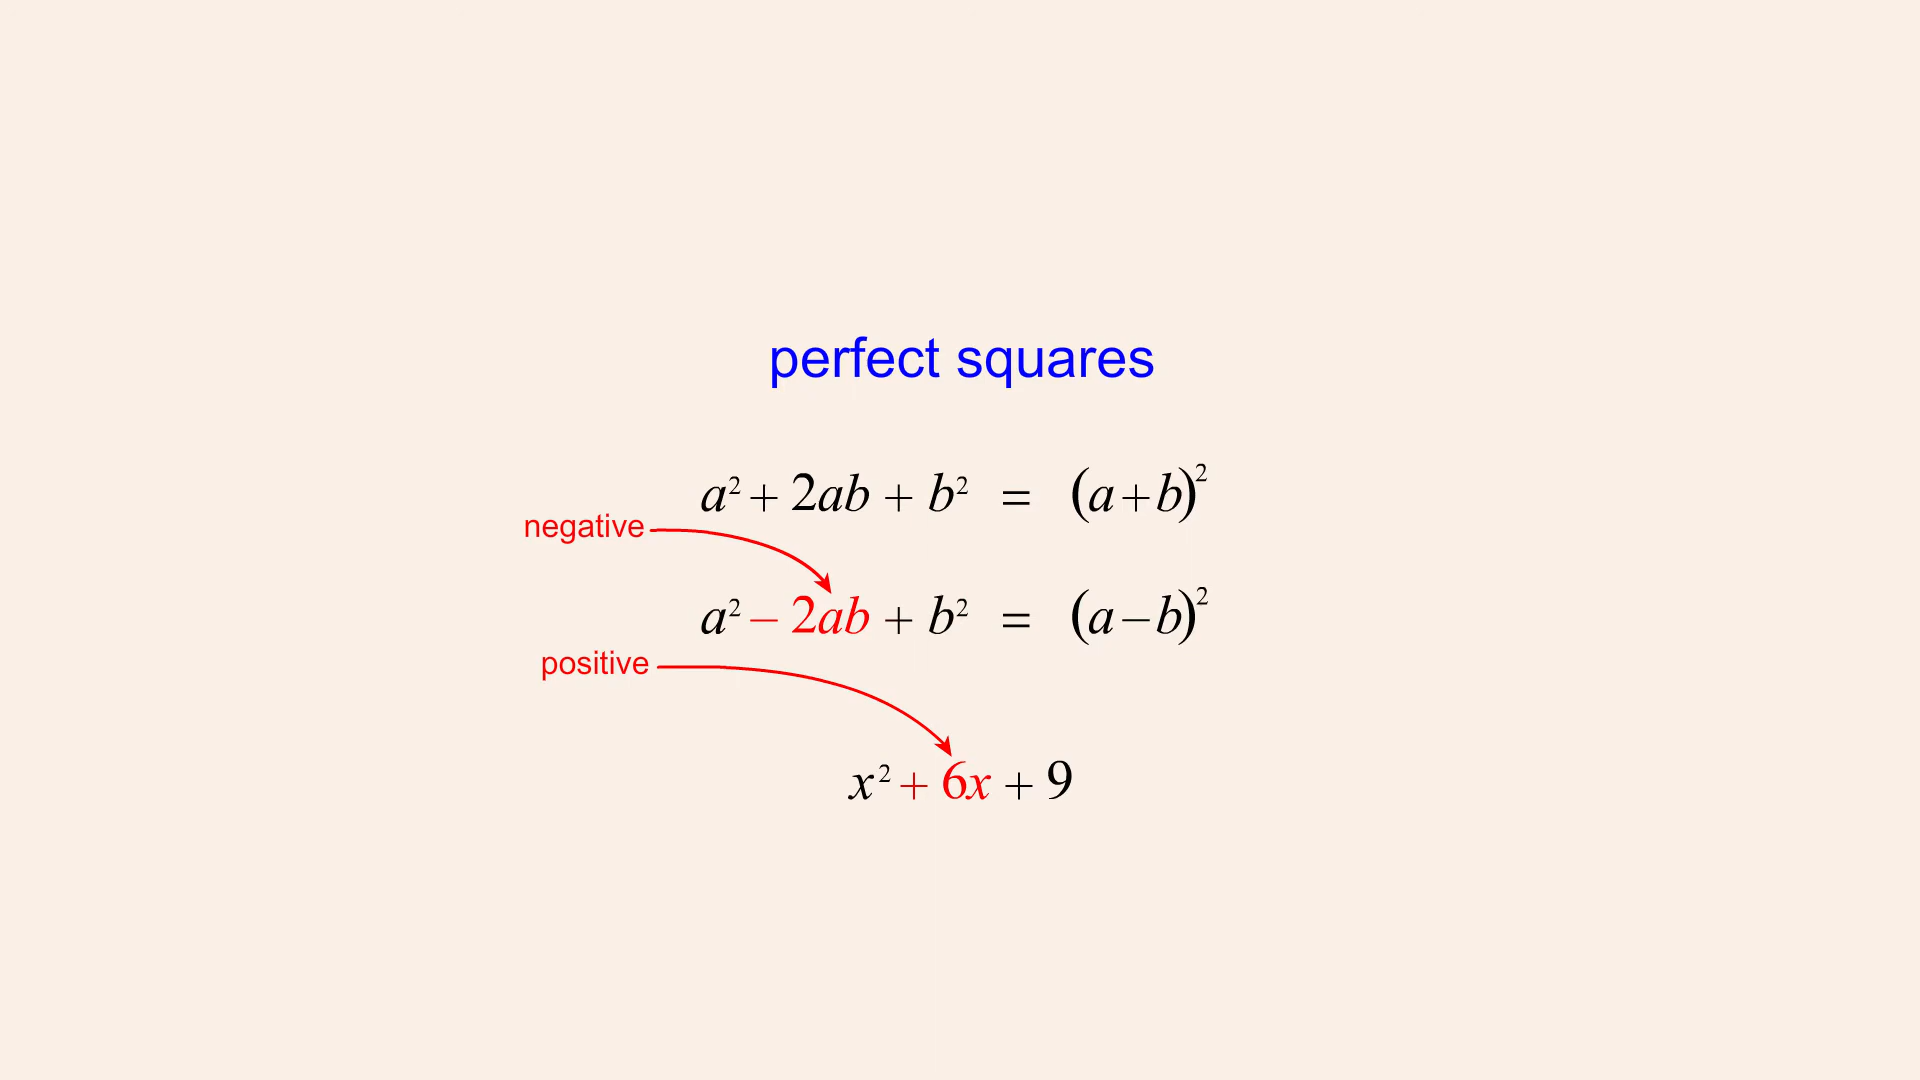 perfect squares
a² + 2ab + b² = (a+b)²
negative
a² – 2ab + b² = (a–b)²
positive
x² + 6x + 9